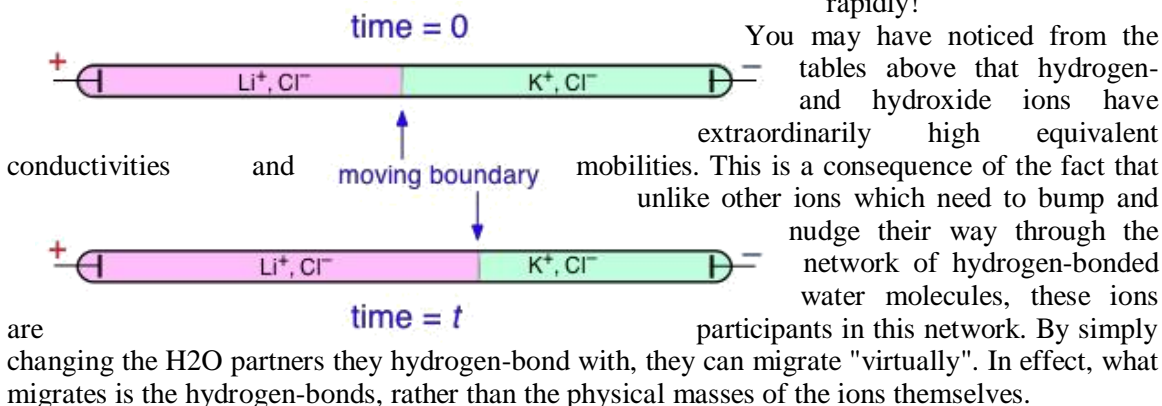 rapidly!
time = 0
You may have noticed from the
+ −
Li⁺, Cl⁻ K⁺, Cl⁻
tables above that hydrogen-
and hydroxide ions have
extraordinarily high equivalent
conductivities and moving boundary mobilities. This is a consequence of the fact that
unlike other ions which need to bump and
nudge their way through the
+ −
Li⁺, Cl⁻ K⁺, Cl⁻
network of hydrogen-bonded
water molecules, these ions
time = t
are participants in this network. By simply
changing the H2O partners they hydrogen-bond with, they can migrate "virtually". In effect, what
migrates is the hydrogen-bonds, rather than the physical masses of the ions themselves.